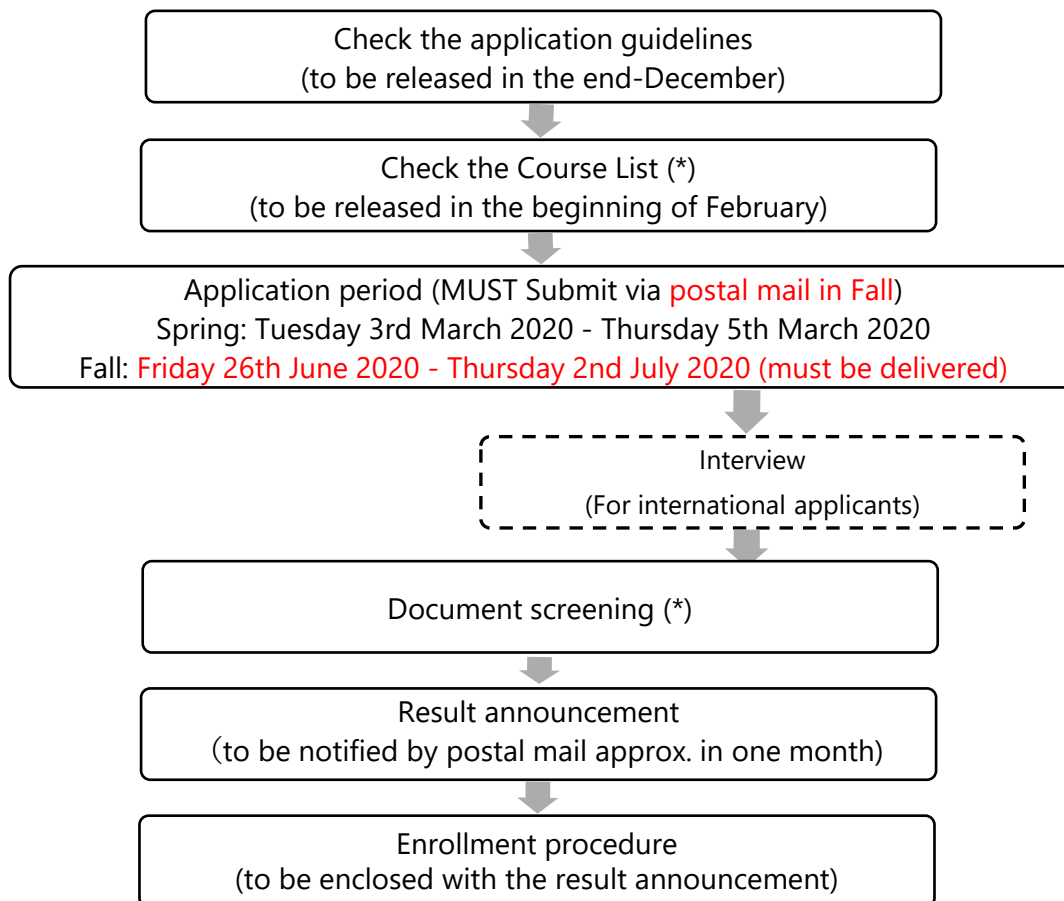 Check the application guidelines
(to be released in the end-December)
Check the Course List (*)
(to be released in the beginning of February)
Application period (MUST Submit via postal mail in Fall)
Spring: Tuesday 3rd March 2020 - Thursday 5th March 2020
Fall: Friday 26th June 2020 - Thursday 2nd July 2020 (must be delivered)
Interview
(For international applicants)
Document screening (*)
Result announcement
（to be notified by postal mail approx. in one month)
Enrollment procedure
(to be enclosed with the result announcement)